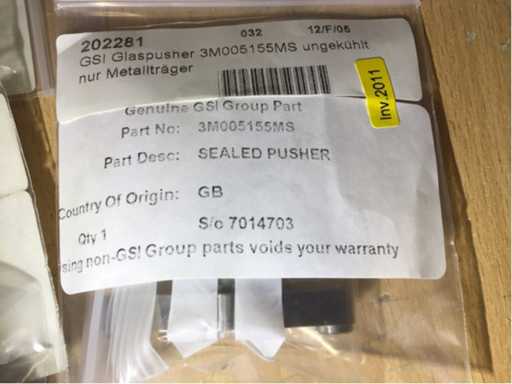 202281
032
12/F/05
GSI Glaspusher 3M005155MS ungekühlt
nur Metallträger
Inv.2011
Genuine GSI Group Part
Part No: 3M005155MS
Part Desc: SEALED PUSHER
Country Of Origin: GB
Qty 1
S/o 7014703
sing non-GSI Group parts voids your warranty